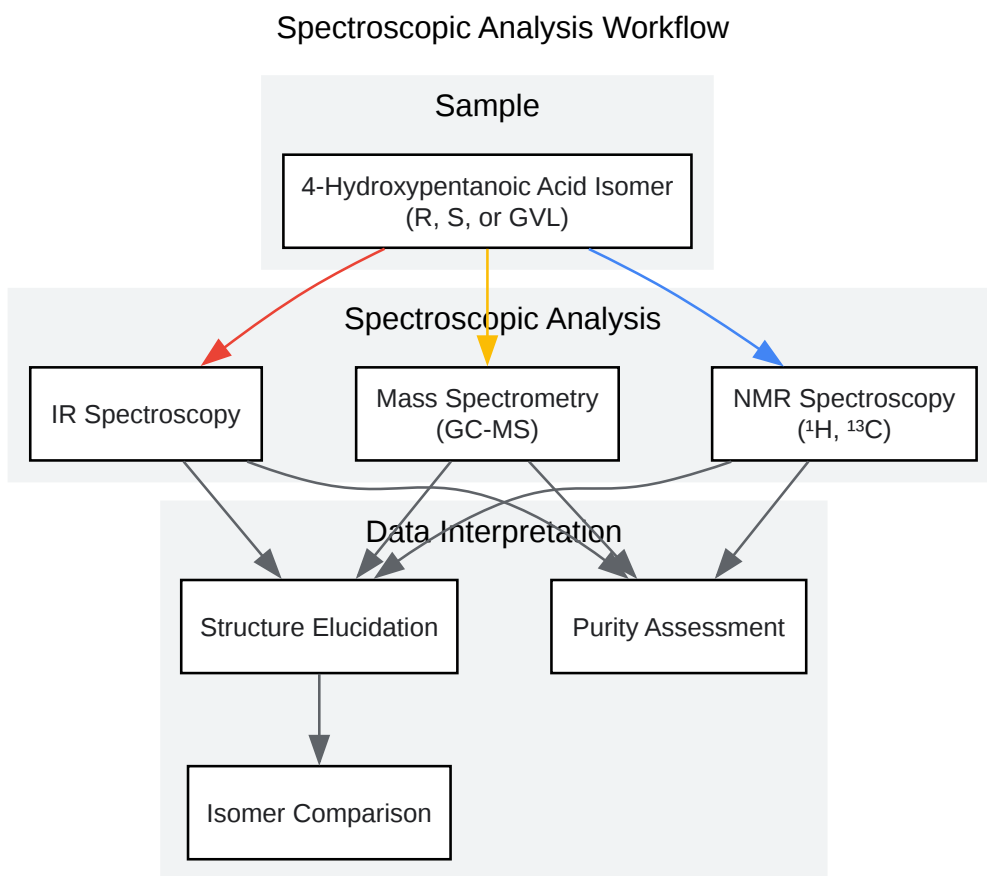 Spectroscopic Analysis Workflow
Sample
4-Hydroxypentanoic Acid Isomer
(R, S, or GVL)
Spectroscopic Analysis
IR Spectroscopy
Mass Spectrometry
(GC-MS)
NMR Spectroscopy
(¹H, ¹³C)
Data Interpretation
Structure Elucidation
Purity Assessment
Isomer Comparison